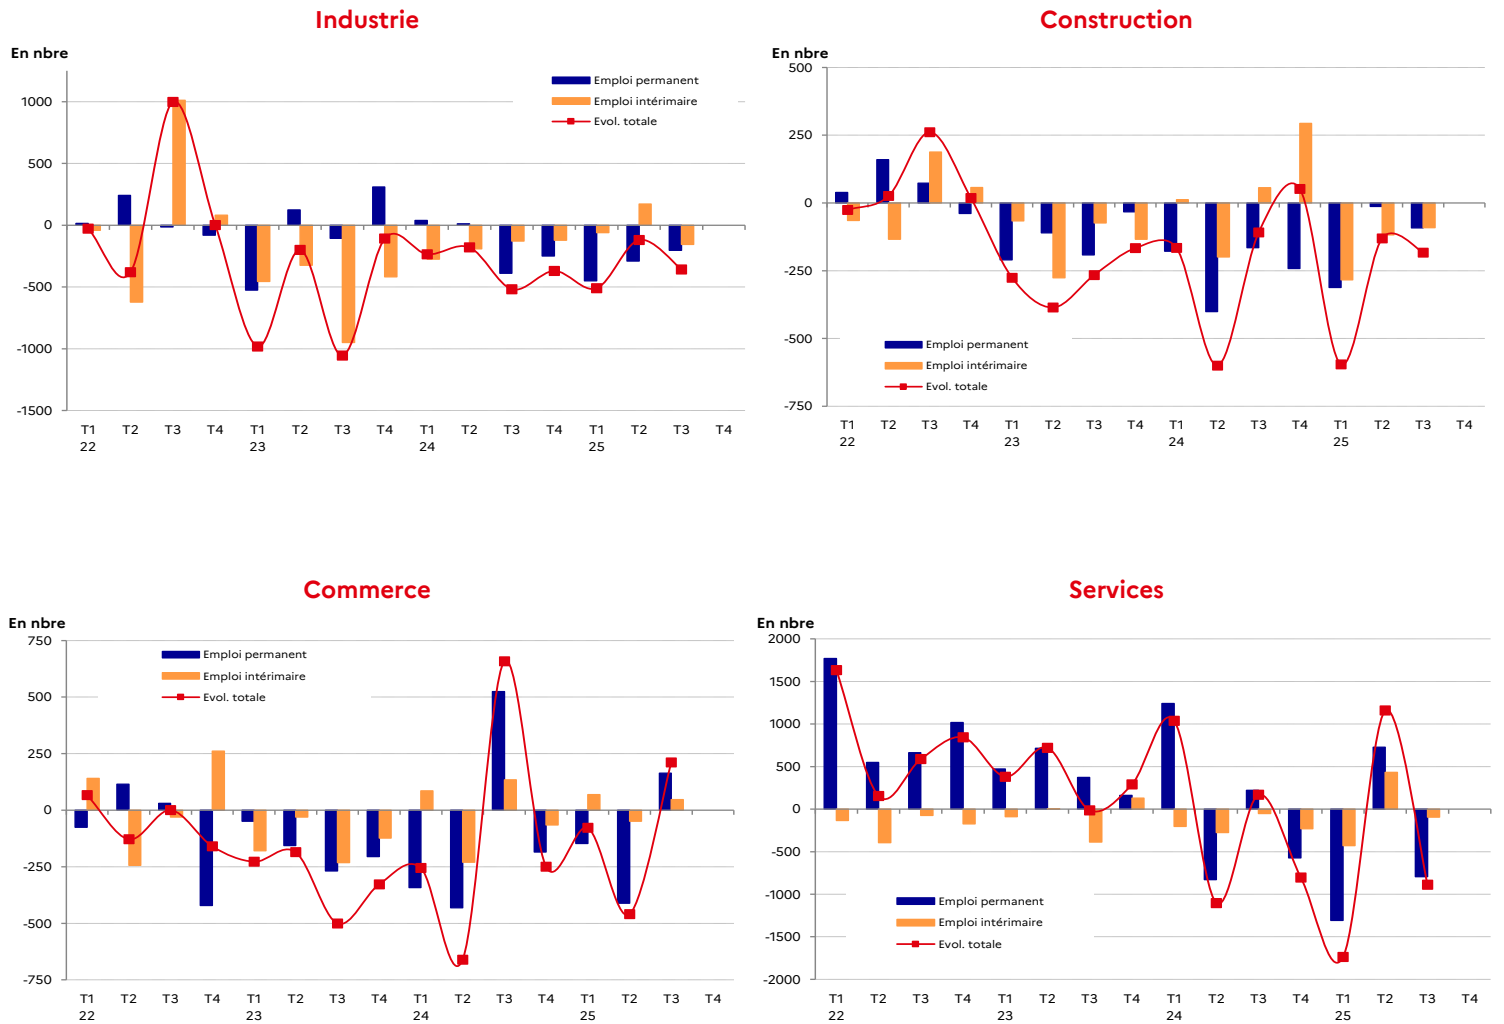 Industrie
En nbre
1000
500
0
-500
-1000
-1500
Emploi permanent
Emploi intérimaire
Evol. totale
T1 T2 T3 T4 T1 T2 T3 T4 T1 T2 T3 T4 T1 T2 T3 T4
22 23 24 25
Construction
En nbre
500
250
0
-250
-500
-750
Emploi permanent
Emploi intérimaire
Evol. totale
T1 T2 T3 T4 T1 T2 T3 T4 T1 T2 T3 T4 T1 T2 T3 T4
22 23 24 25
Commerce
En nbre
750
500
250
0
-250
-500
-750
Emploi permanent
Emploi intérimaire
Evol. totale
T1 T2 T3 T4 T1 T2 T3 T4 T1 T2 T3 T4 T1 T2 T3 T4
22 23 24 25
Services
En nbre
2000
1500
1000
500
0
-500
-1000
-1500
-2000
Emploi permanent
Emploi intérimaire
Evol. totale
T1 T2 T3 T4 T1 T2 T3 T4 T1 T2 T3 T4 T1 T2 T3 T4
22 23 24 25